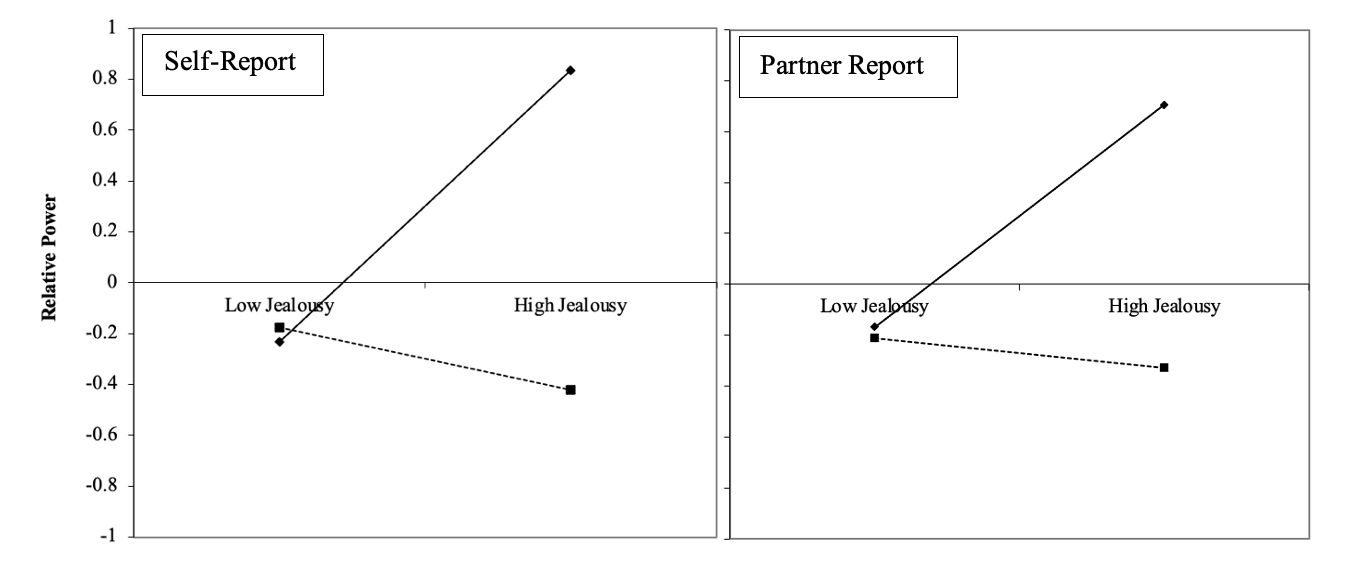 Self-Report
Partner Report
Relative Power
1
0.8
0.6
0.4
0.2
0
-0.2
-0.4
-0.6
-0.8
-1
Low Jealousy
High Jealousy
Low Jealousy
High Jealousy